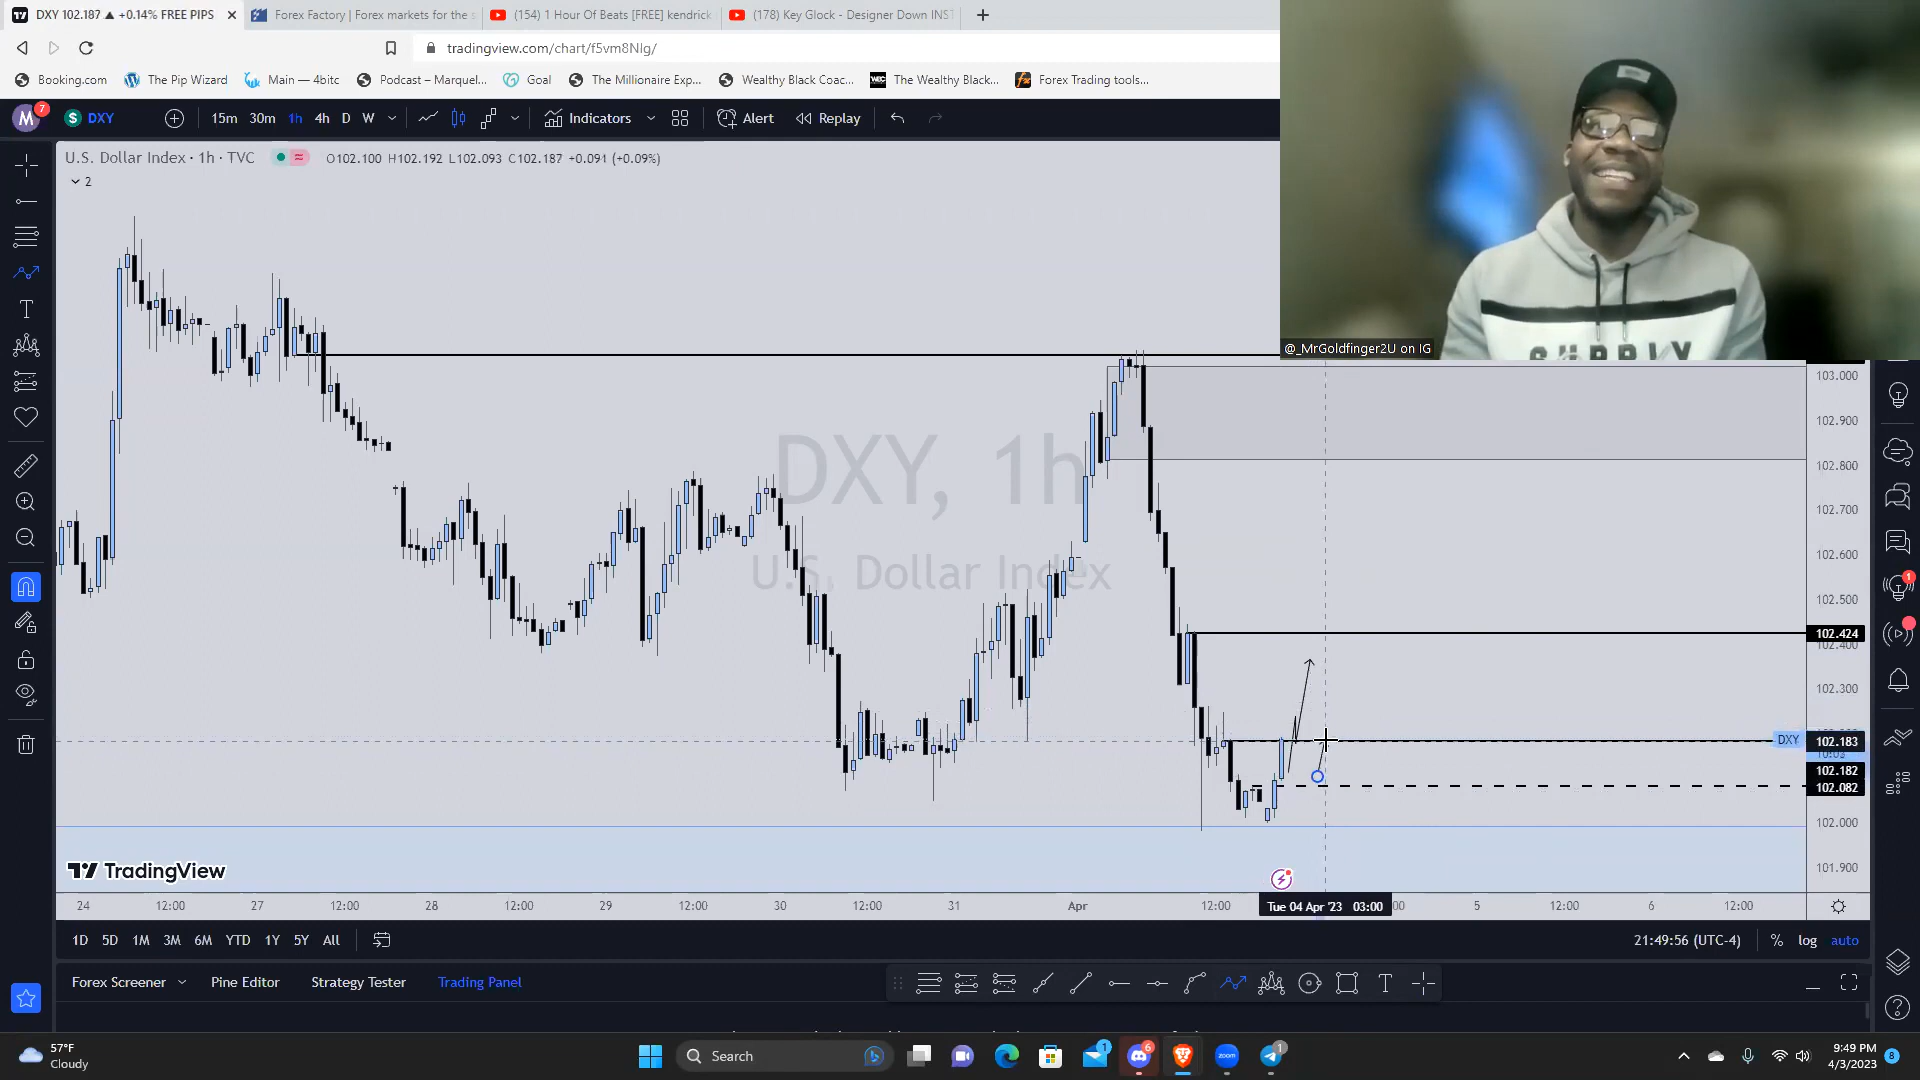 DXY 102.187 ▲ +0.14% FREE PIPS
Forex Factory | Forex markets for the s
(154) 1 Hour Of Beats [FREE] kendrick
(178) Key Glock - Designer Down INST
tradingview.com/chart/f5vm8NIg/
Booking.com
The Pip Wizard
Main — 4bitc
Podcast – Marquel...
Goal
The Millionaire Exp...
Wealthy Black Coac...
WBC
The Wealthy Black...
Forex Trading tools...
M
7
$
DXY
15m
30m
1h
4h
D
W
Indicators
Alert
Replay
U.S. Dollar Index · 1h · TVC
O102.100 H102.192 L102.093 C102.187 +0.091 (+0.09%)
2
@_MrGoldfinger2U on IG
DXY, 1h
U.S. Dollar Index
103.000
102.900
102.800
102.700
102.600
102.500
102.424
102.400
102.300
DXY
102.183
102.182
102.082
102.000
101.900
TradingView
24
12:00
27
12:00
28
12:00
29
12:00
30
12:00
31
Apr
12:00
Tue 04 Apr '23 03:00
5
12:00
6
12:00
1D
5D
1M
3M
6M
YTD
1Y
5Y
All
21:49:56 (UTC-4)
%
log
auto
Forex Screener
Pine Editor
Strategy Tester
Trading Panel
57°F
Cloudy
Search
zoom
9:49 PM
4/3/2023
8